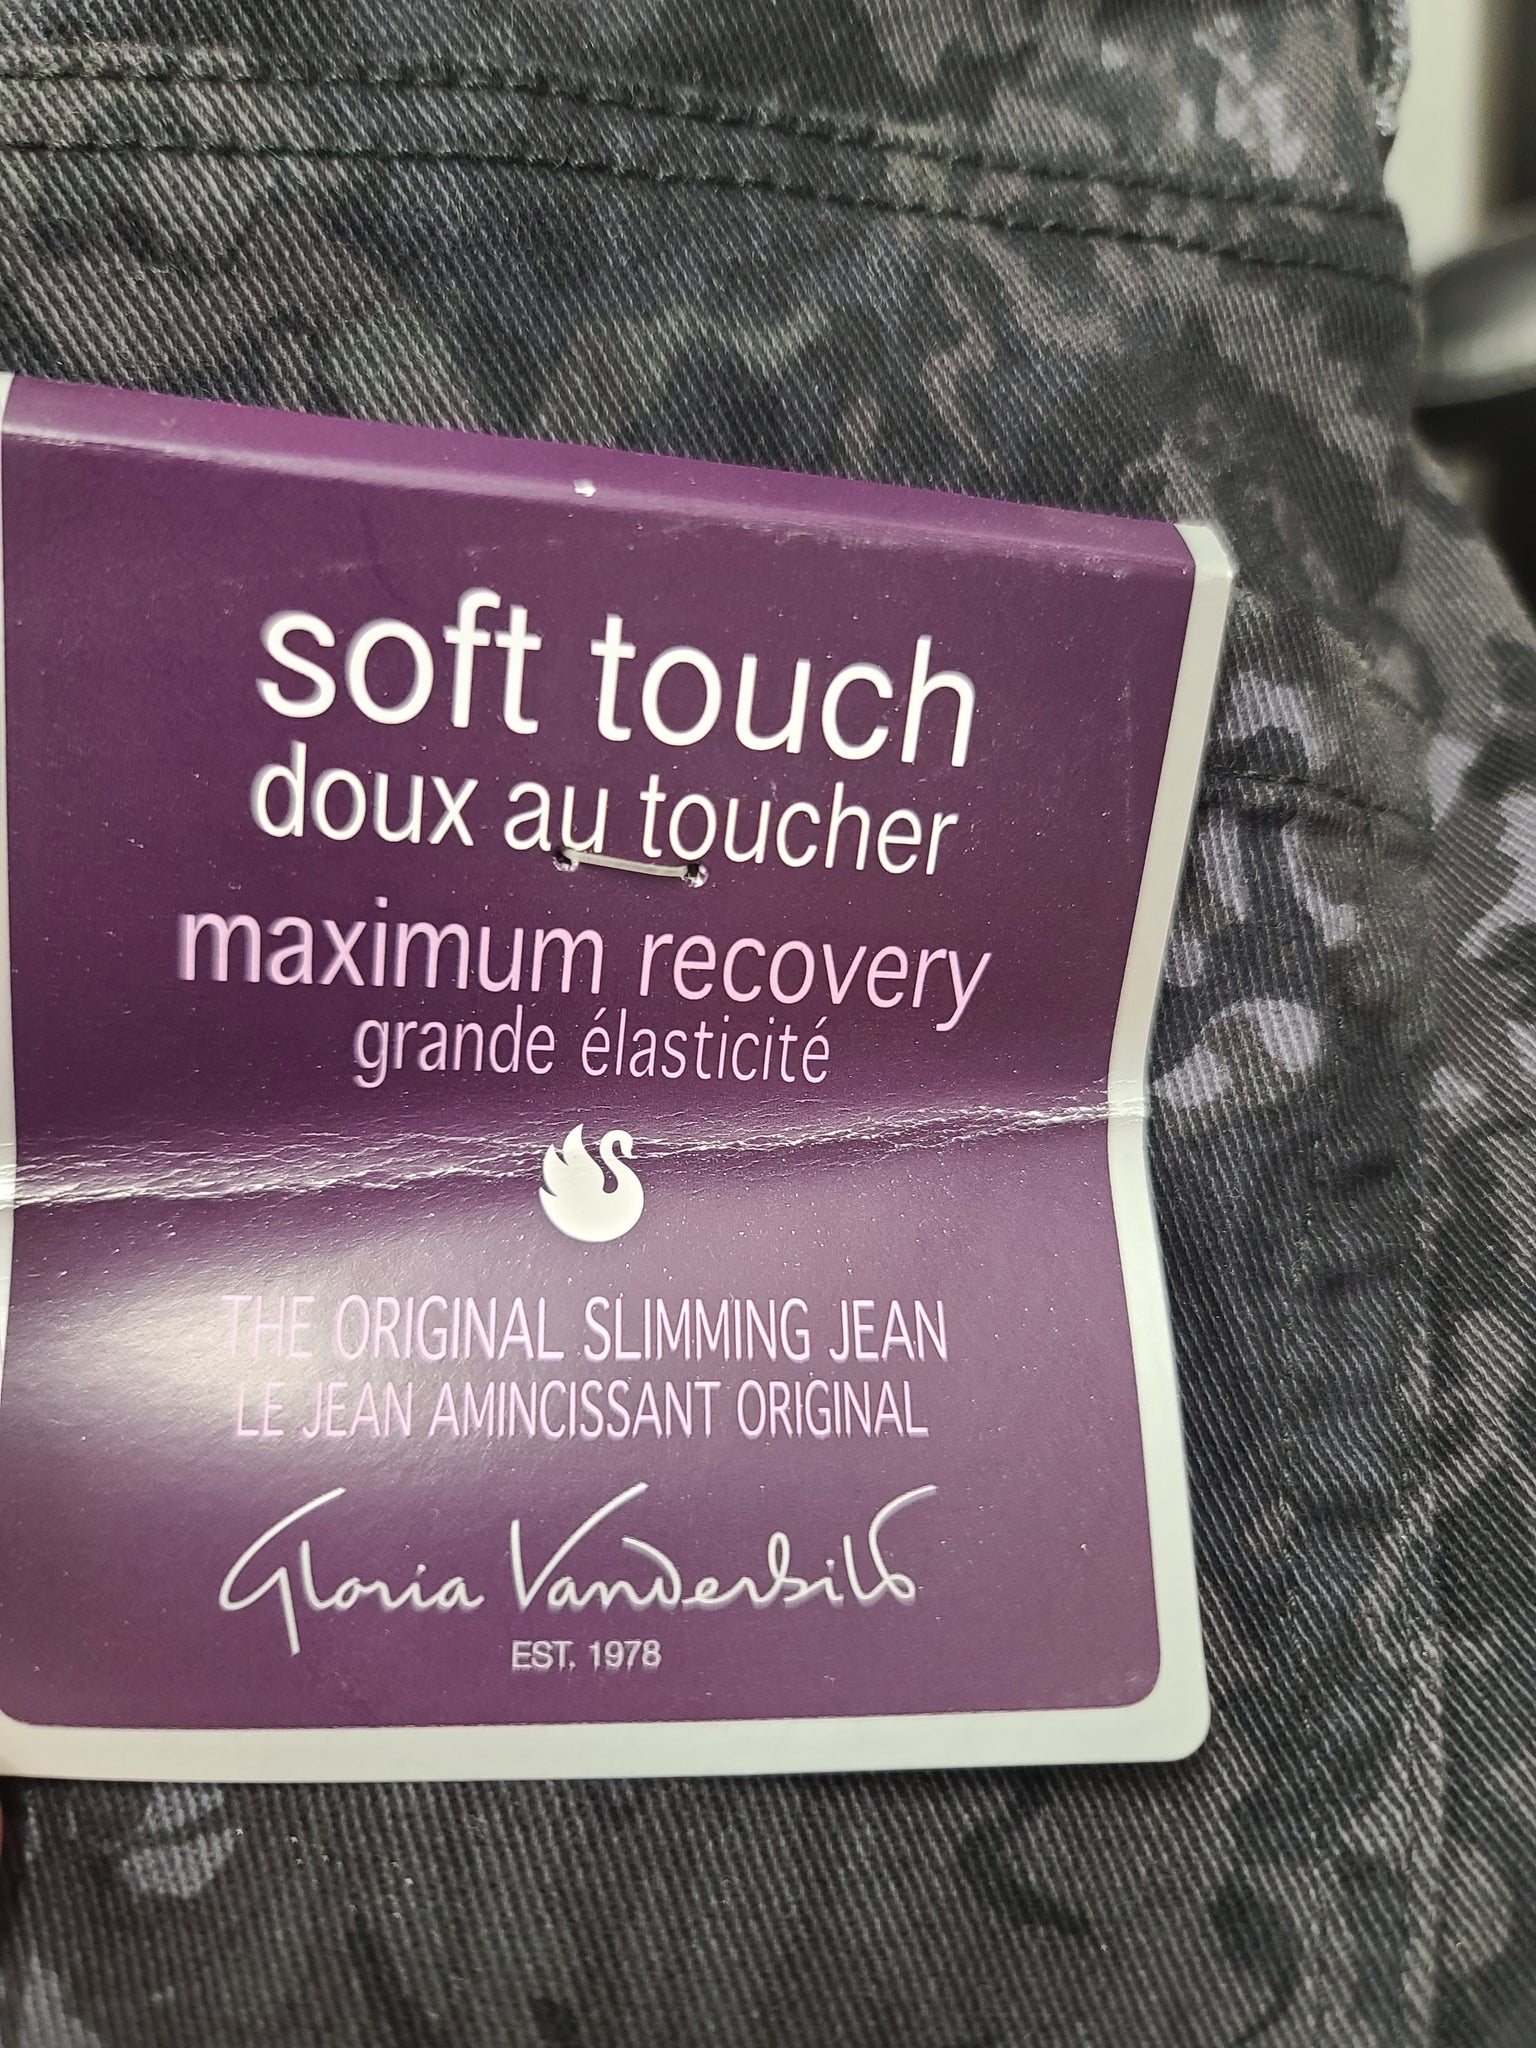 soft touch
doux au toucher
maximum recovery
grande élasticité
THE ORIGINAL SLIMMING JEAN
LE JEAN AMINCISSANT ORIGINAL
Gloria Vanderbilt
EST. 1978